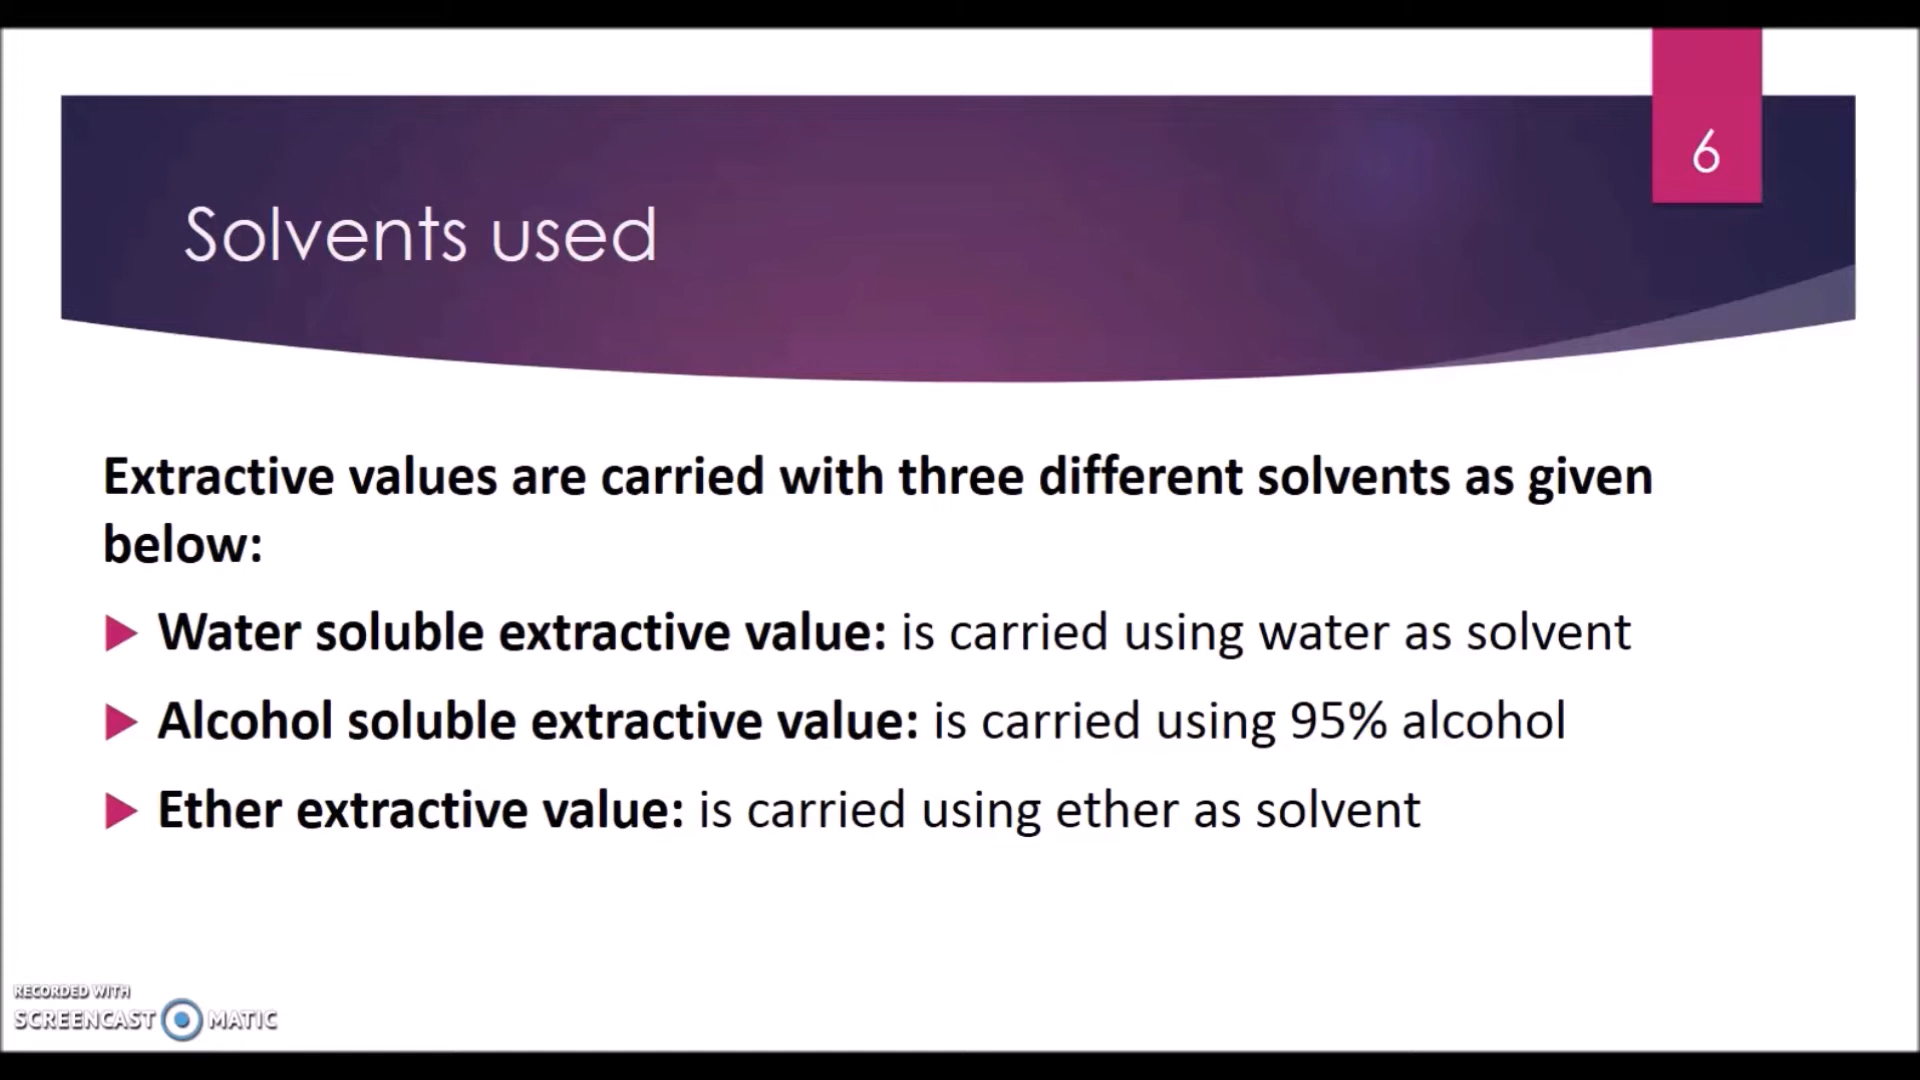 6
Solvents used
Extractive values are carried with three different solvents as given
below:
Water soluble extractive value: is carried using water as solvent
Alcohol soluble extractive value: is carried using 95% alcohol
Ether extractive value: is carried using ether as solvent
RECORDED WITH
SCREENCAST MATIC